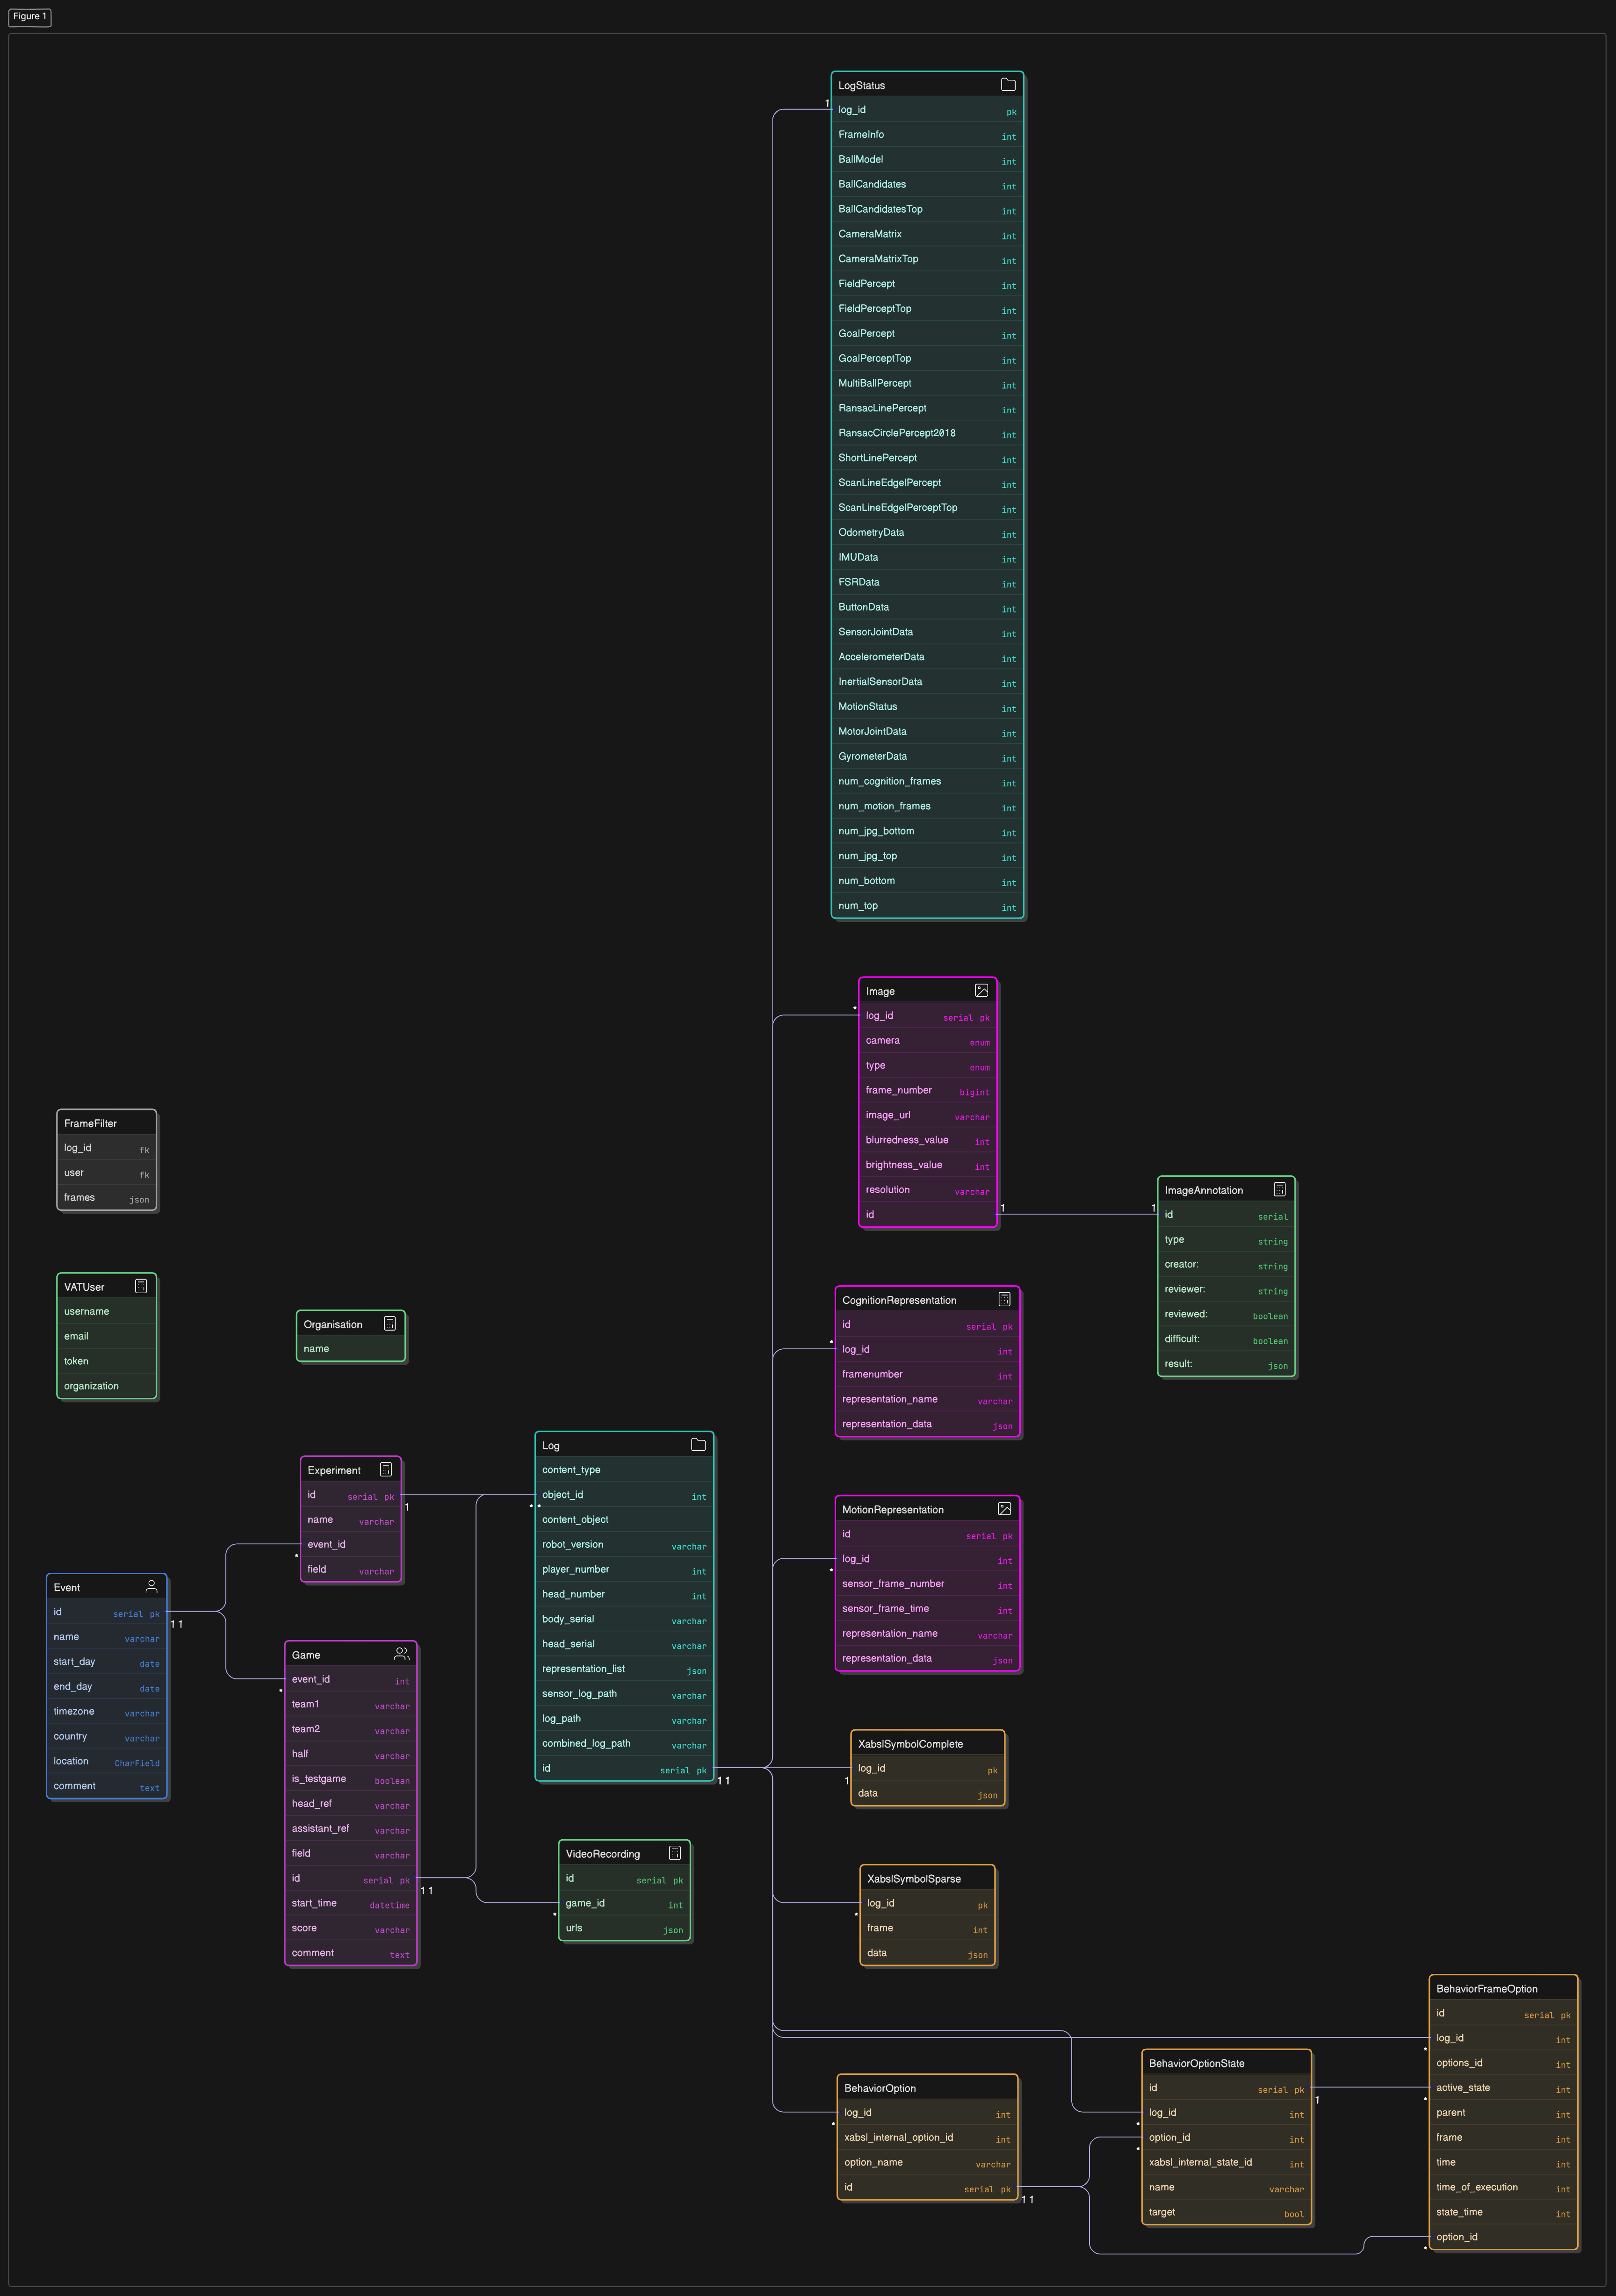 Figure 1
LogStatus
1
log_id pk
FrameInfo int
BallModel int
BallCandidates int
BallCandidatesTop int
CameraMatrix int
CameraMatrixTop int
FieldPercept int
FieldPerceptTop int
GoalPercept int
GoalPerceptTop int
MultiBallPercept int
RansacLinePercept int
RansacCirclePercept2018 int
ShortLinePercept int
ScanLineEdgelPercept int
ScanLineEdgelPerceptTop int
OdometryData int
IMUData int
FSRData int
ButtonData int
SensorJointData int
AccelerometerData int
InertialSensorData int
MotionStatus int
MotorJointData int
GyrometerData int
num_cognition_frames int
num_motion_frames int
num_jpg_bottom int
num_jpg_top int
num_bottom int
num_top int
Image
log_id serial pk
camera enum
type enum
frame_number bigint
image_url varchar
blurredness_value int
brightness_value int
resolution varchar
id
1
1
FrameFilter
log_id fk
user fk
frames json
ImageAnnotation
id serial
type string
creator: string
reviewer: string
reviewed: boolean
difficult: boolean
result: json
VATUser
username
email
token
organization
Organisation
name
CognitionRepresentation
id serial pk
log_id int
framenumber int
representation_name varchar
representation_data json
Experiment
id serial pk
1
name varchar
event_id
field varchar
Log
content_type
object_id int
content_object
robot_version varchar
player_number int
head_number int
body_serial varchar
head_serial varchar
representation_list json
sensor_log_path varchar
log_path varchar
combined_log_path varchar
id serial pk
1 1
MotionRepresentation
id serial pk
log_id int
sensor_frame_number int
sensor_frame_time int
representation_name varchar
representation_data json
Event
id serial pk
1 1
name varchar
start_day date
end_day date
timezone varchar
country varchar
location CharField
comment text
Game
event_id int
team1 varchar
team2 varchar
half varchar
is_testgame boolean
head_ref varchar
assistant_ref varchar
field varchar
id serial pk
1 1
start_time datetime
score varchar
comment text
XabslSymbolComplete
log_id pk
1
data json
VideoRecording
id serial pk
game_id int
urls json
XabslSymbolSparse
log_id pk
frame int
data json
BehaviorOption
log_id int
xabsl_internal_option_id int
option_name varchar
id serial pk
1 1
BehaviorOptionState
id serial pk
1
log_id int
option_id int
xabsl_internal_state_id int
name varchar
target bool
BehaviorFrameOption
id serial pk
log_id int
options_id int
active_state int
parent int
frame int
time int
time_of_execution int
state_time int
option_id